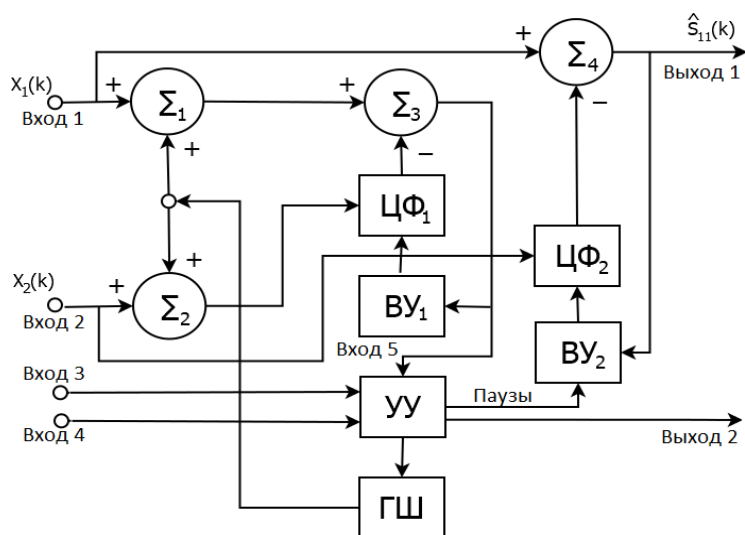 ŝ₁₁(k)
+
Σ₄
Выход 1
−
X₁(k)
+
Σ₁
+
Σ₃
Вход 1
+
−
ЦФ₁
X₂(k)
+
+
Σ₂
ЦФ₂
Вход 2
ВУ₁
Вход 5
ВУ₂
Вход 3
УУ
Паузы
Вход 4
Выход 2
ГШ